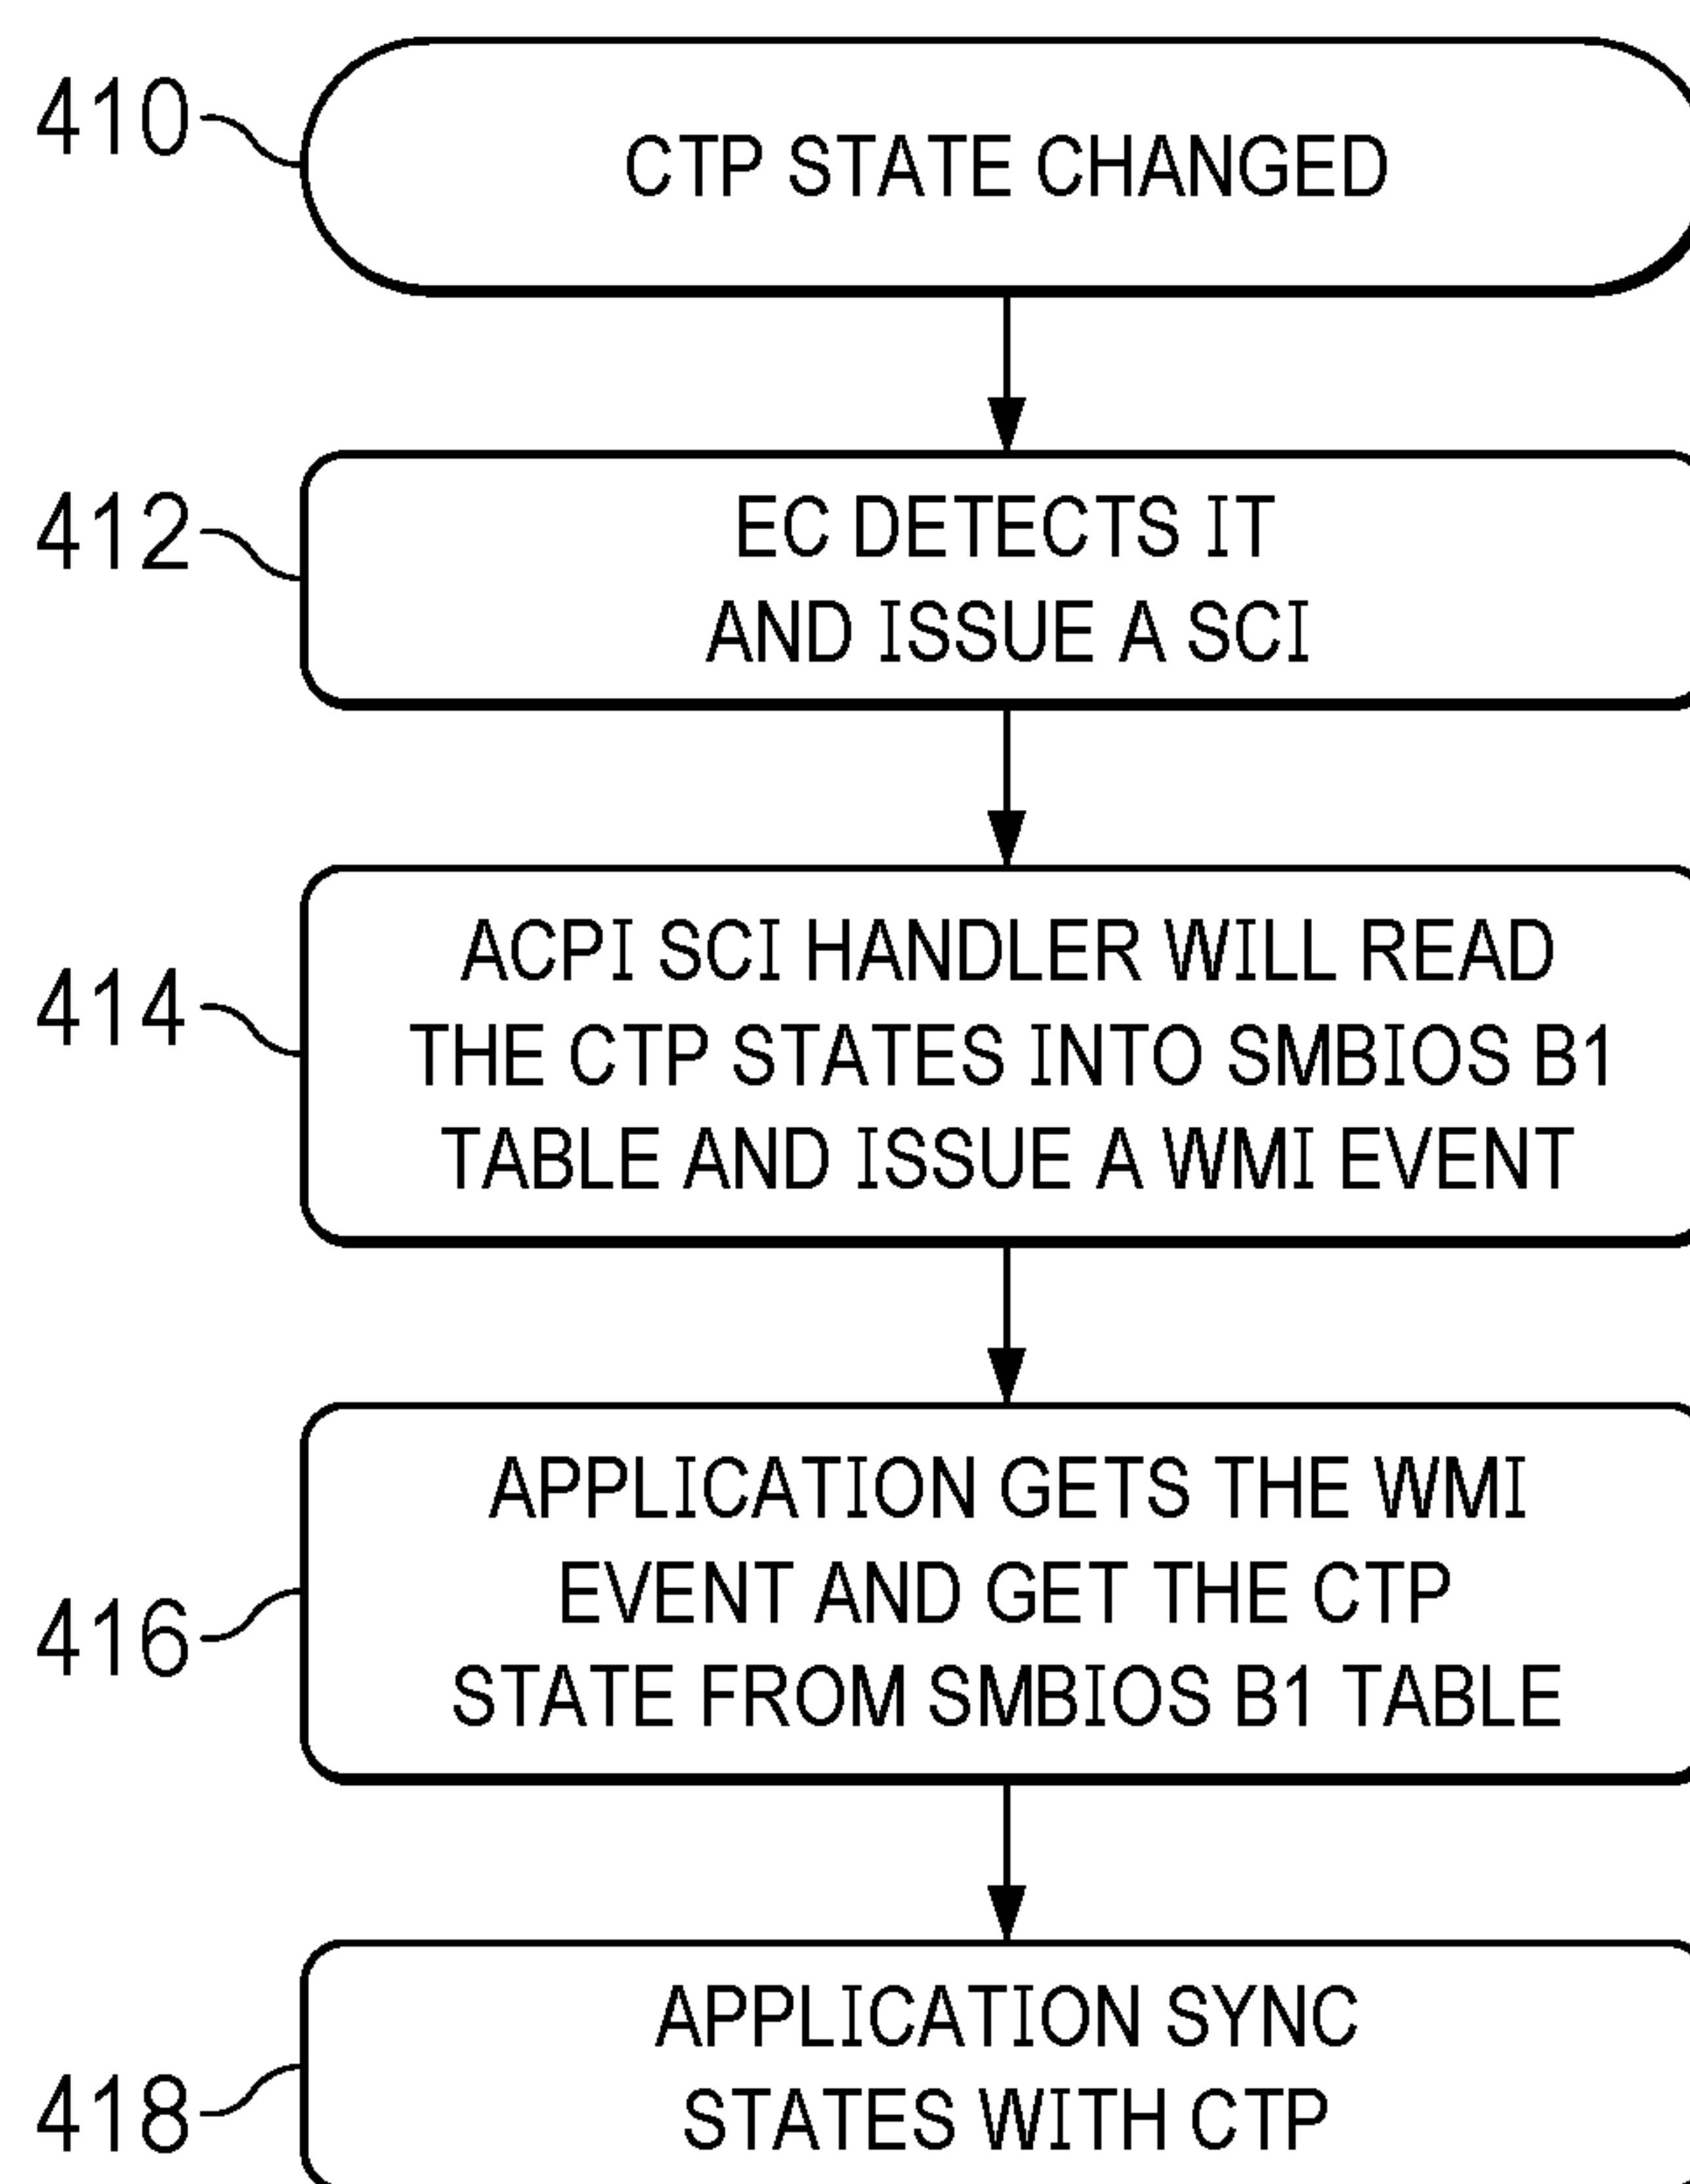 410
CTP STATE CHANGED
412
EC DETECTS IT
AND ISSUE A SCI
414
ACPI SCI HANDLER WILL READ
THE CTP STATES INTO SMBIOS B1
TABLE AND ISSUE A WMI EVENT
416
APPLICATION GETS THE WMI
EVENT AND GET THE CTP
STATE FROM SMBIOS B1 TABLE
418
APPLICATION SYNC
STATES WITH CTP